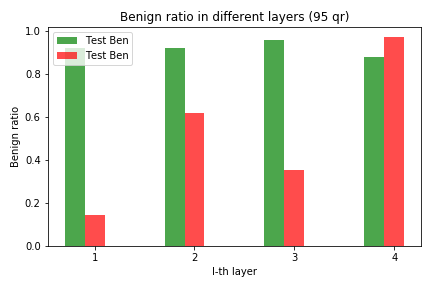 Benign ratio in different layers (95 qr)
Test Ben
Test Ben
Benign ratio
1.0
0.8
0.6
0.4
0.2
0.0
1 2 3 4
l-th layer